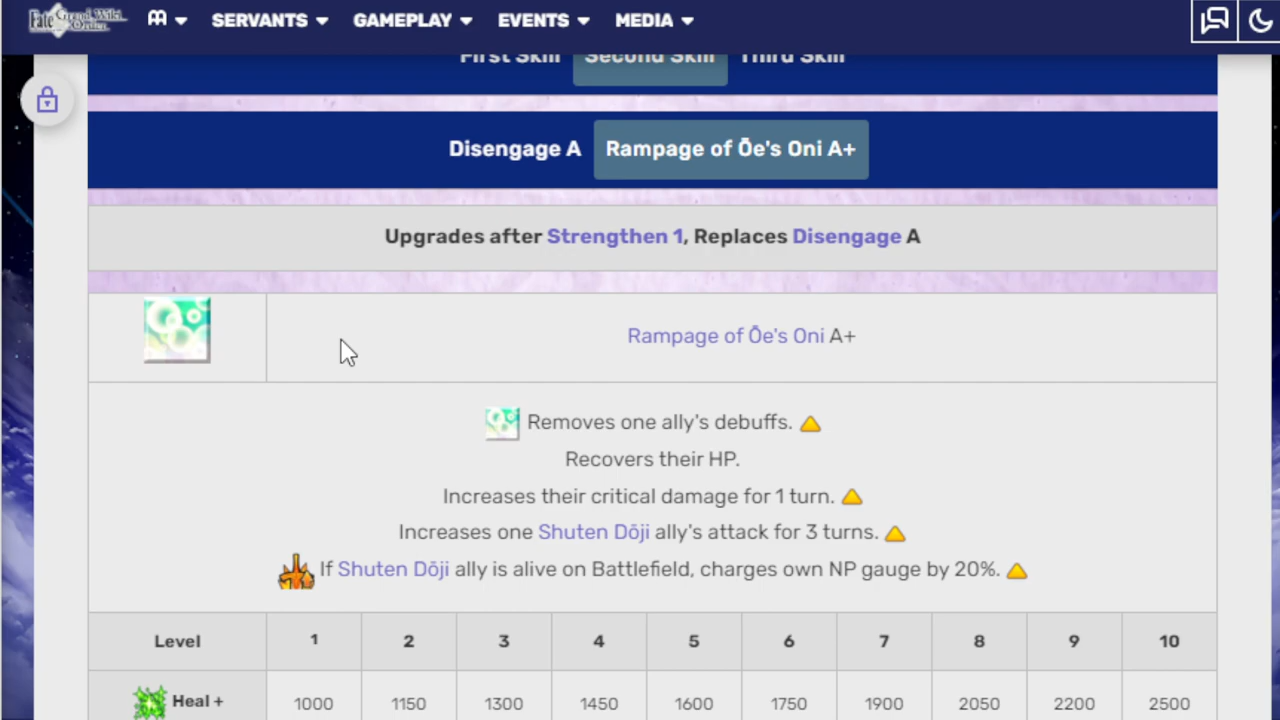 Fate Grand Wiki Order
SERVANTS GAMEPLAY EVENTS MEDIA
First Skill Second Skill Third Skill
Disengage A Rampage of Ōe's Oni A+
Upgrades after Strengthen 1, Replaces Disengage A
Rampage of Ōe's Oni A+
Removes one ally's debuffs.
Recovers their HP.
Increases their critical damage for 1 turn.
Increases one Shuten Dōji ally's attack for 3 turns.
If Shuten Dōji ally is alive on Battlefield, charges own NP gauge by 20%.
Level 1 2 3 4 5 6 7 8 9 10
Heal + 1000 1150 1300 1450 1600 1750 1900 2050 2200 2500